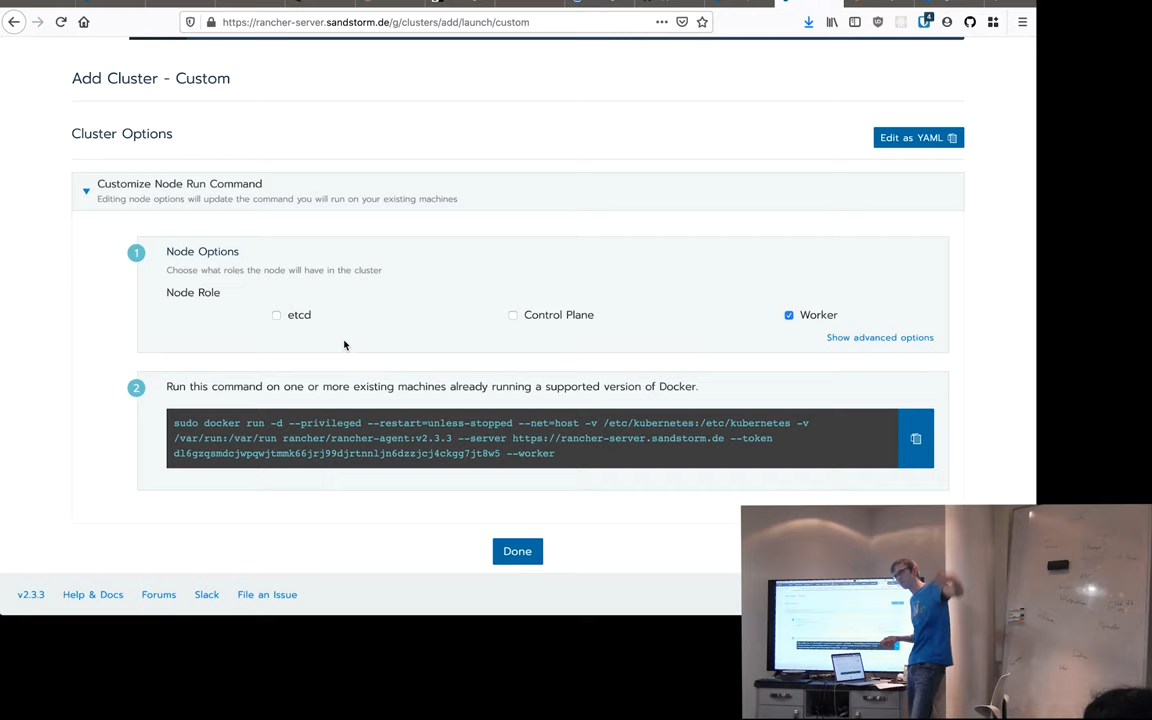 https://rancher-server.sandstorm.de/g/clusters/add/launch/custom
4
Add Cluster - Custom
Cluster Options
Edit as YAML
Customize Node Run Command
Editing node options will update the command you will run on your existing machines
1
Node Options
Choose what roles the node will have in the cluster
Node Role
etcd
Control Plane
Worker
Show advanced options
2
Run this command on one or more existing machines already running a supported version of Docker.
sudo docker run -d --privileged --restart=unless-stopped --net=host -v /etc/kubernetes:/etc/kubernetes -v
/var/run:/var/run rancher/rancher-agent:v2.3.3 --server https://rancher-server.sandstorm.de --token
dl6gzqsmdcjwpqwjtmmk66jrj99djrtnnljn6dzzjcj4ckgg7jt8w5 --worker
Done
v2.3.3
Help & Docs
Forums
Slack
File an Issue